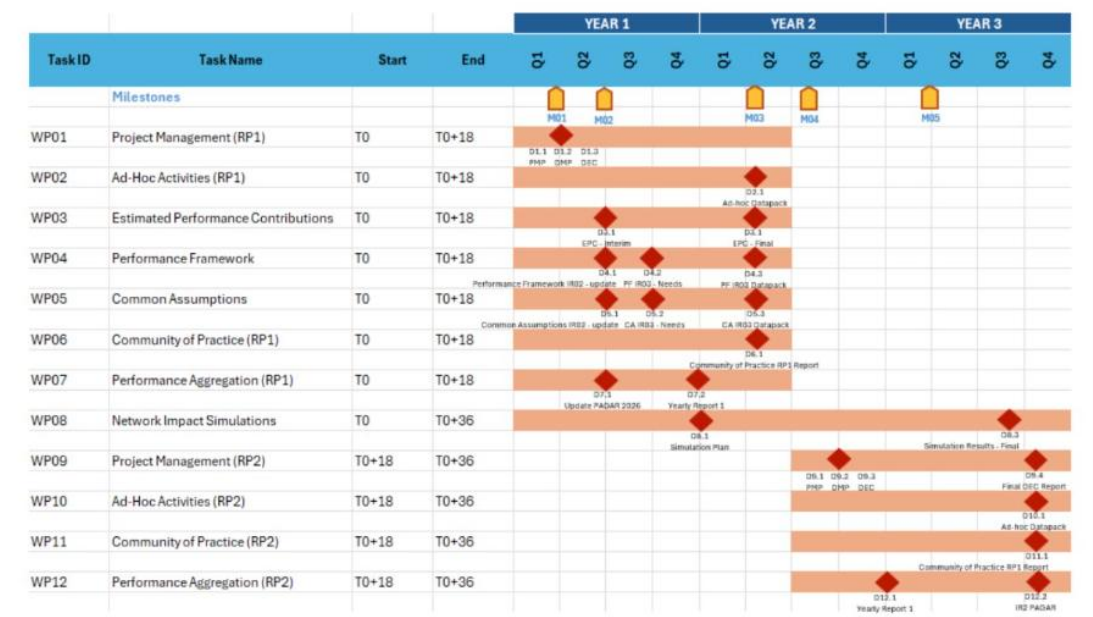 YEAR 1 YEAR 2 YEAR 3
Task ID Task Name Start End Q1 Q2 Q3 Q4 Q1 Q2 Q3 Q4 Q1 Q2 Q3 Q4
Milestones
M01 M02 M03 M04 M05
WP01 Project Management (RP1) T0 T0+18
D1.1 D1.2 D1.3
PMP DMP DEC
WP02 Ad-Hoc Activities (RP1) T0 T0+18
D2.1
Ad-hoc Datapack
WP03 Estimated Performance Contributions T0 T0+18
D3.1 D3.1
EPC - Interim EPC - Final
WP04 Performance Framework T0 T0+18
D4.1 D4.2 D4.3
Performance Framework IR02 - update PF IR03 - Needs PF IR03 Datapack
WP05 Common Assumptions T0 T0+18
D5.1 D5.2 D5.3
Common Assumptions IR02 - update CA IR03 - Needs CA IR03 Datapack
WP06 Community of Practice (RP1) T0 T0+18
D6.1
Community of Practice RP1 Report
WP07 Performance Aggregation (RP1) T0 T0+18
D7.1 D7.2
Update PADAR 2026 Yearly Report 1
WP08 Network Impact Simulations T0 T0+36
D8.1 D8.3
Simulation Plan Simulation Results - Final
WP09 Project Management (RP2) T0+18 T0+36
D9.1 D9.2 D9.3 D9.4
PMP DMP DEC Final DEC Report
WP10 Ad-Hoc Activities (RP2) T0+18 T0+36
D10.1
Ad-hoc Datapack
WP11 Community of Practice (RP2) T0+18 T0+36
D11.1
Community of Practice RP1 Report
WP12 Performance Aggregation (RP2) T0+18 T0+36
D12.1 D12.2
Yearly Report 1 IR2 PADAR